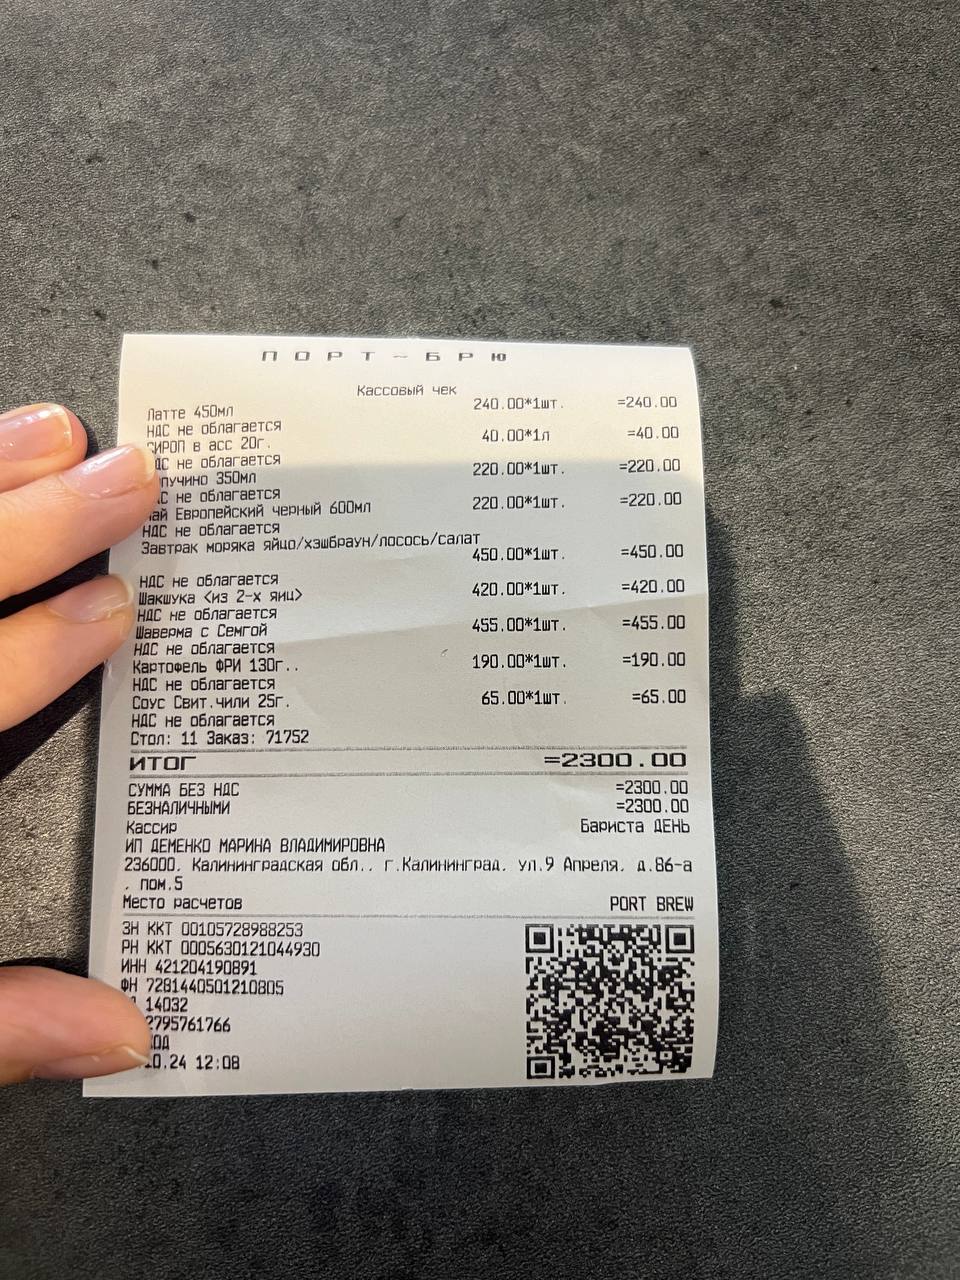 ПОРТ~БРЮ
Кассовый чек
Латте 450мл 240.00*1шт. =240.00
НДС не облагается
СИРОП в асс 20г. 40.00*1л =40.00
НДС не облагается
пучино 350мл 220.00*1шт. =220.00
не облагается
Европейский черный 600мл 220.00*1шт. =220.00
НДС не облагается
Завтрак моряка яйцо/хэшбраун/лосось/салат
450.00*1шт. =450.00
НДС не облагается
Шакшука <из 2-х яиц> 420.00*1шт. =420.00
НДС не облагается
Шаверма с Семгой 455.00*1шт. =455.00
НДС не облагается
Картофель ФРИ 130г.. 190.00*1шт. =190.00
НДС не облагается
Соус Свит.чили 25г. 65.00*1шт. =65.00
НДС не облагается
Стол: 11 Заказ: 71752
ИТОГ =2300.00
СУММА БЕЗ НДС =2300.00
БЕЗНАЛИЧНЫМИ =2300.00
Кассир Бариста ДЕНЬ
ИП ДЕМЕНКО МАРИНА ВЛАДИМИРОВНА
236000, Калининградская обл., г.Калининград, ул.9 Апреля, д.86-а
, пом.5
Место расчетов PORT BREW
ЗН ККТ 00105728988253
РН ККТ 0005630121044930
ИНН 421204190891
ФН 7281440501210805
14032
2795761766
10.24 12:08